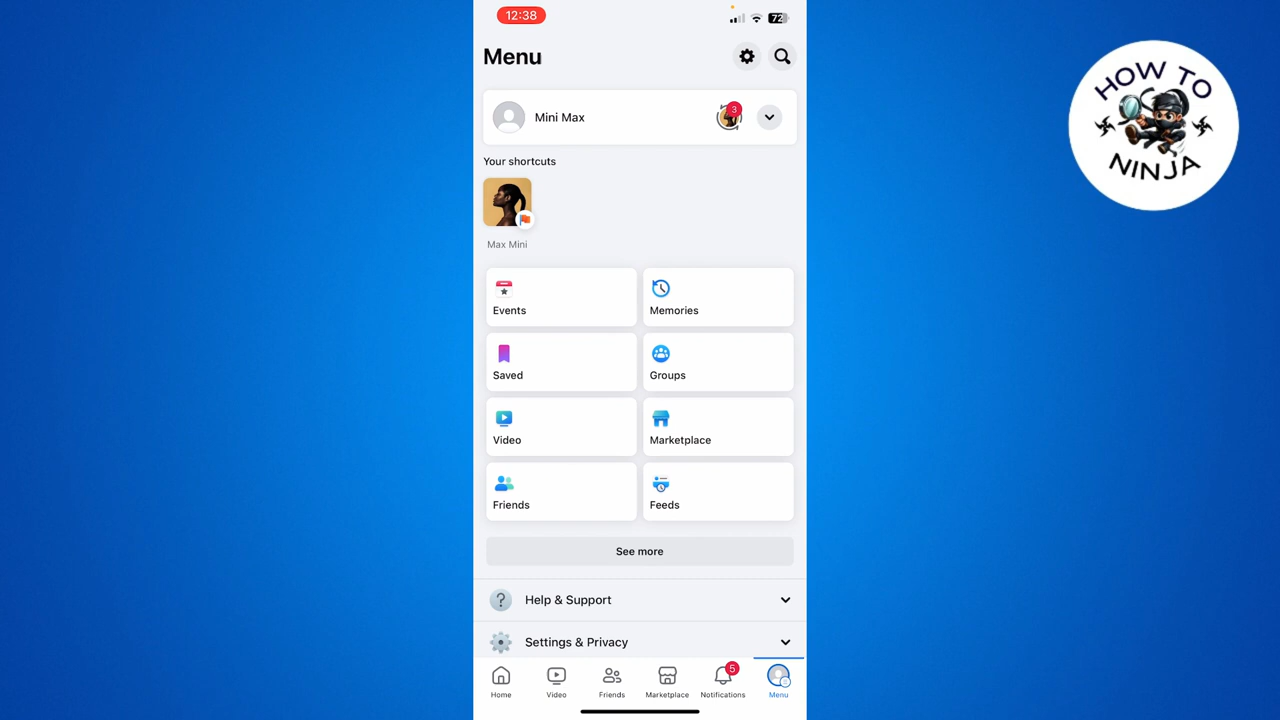 12:38
72
Menu
Mini Max
3
Your shortcuts
Max Mini
Events
Memories
Saved
Groups
Video
Marketplace
Friends
Feeds
See more
Help & Support
Settings & Privacy
5
Home
Video
Friends
Marketplace
Notifications
Menu
HOW TO
NINJA